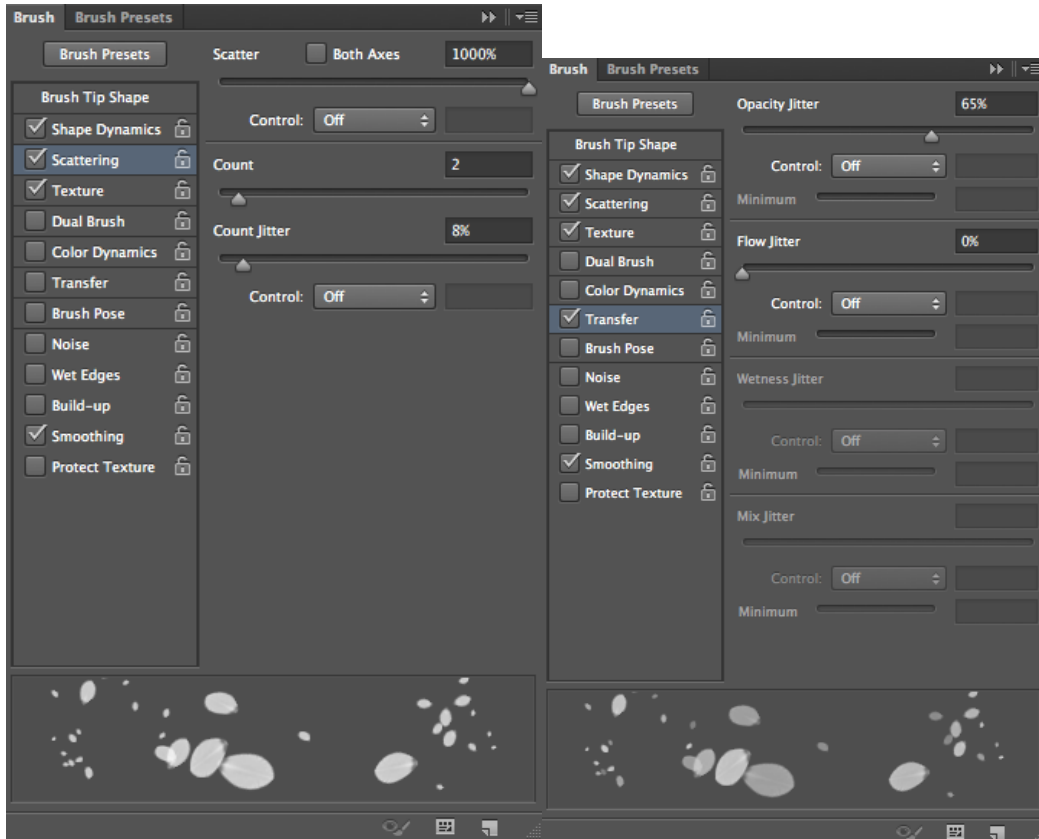 Brush Brush Presets
Brush Presets
Scatter Both Axes 1000%
Brush Tip Shape
Control: Off
Shape Dynamics
Scattering
Count 2
Texture
Dual Brush
Count Jitter 8%
Color Dynamics
Transfer
Control: Off
Brush Pose
Noise
Wet Edges
Build-up
Smoothing
Protect Texture
Brush Brush Presets
Brush Presets
Opacity Jitter 65%
Brush Tip Shape
Control: Off
Shape Dynamics
Scattering
Minimum
Texture
Flow Jitter 0%
Dual Brush
Color Dynamics
Control: Off
Transfer
Minimum
Brush Pose
Noise
Wetness Jitter
Wet Edges
Build-up
Control: Off
Smoothing
Minimum
Protect Texture
Mix Jitter
Control: Off
Minimum